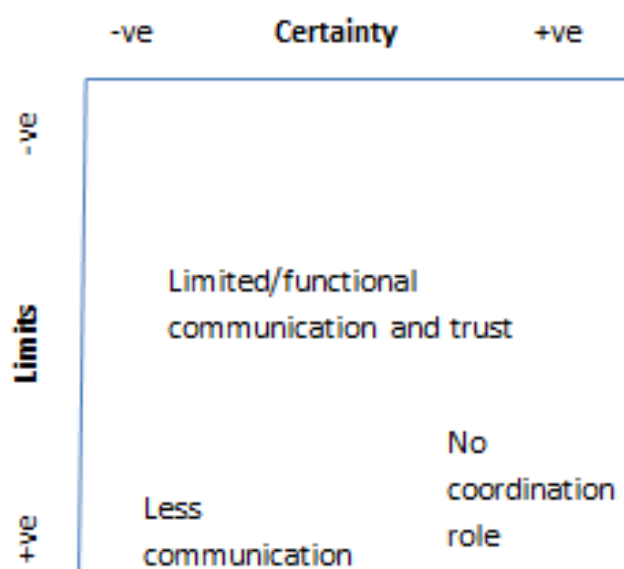 -ve Certainty +ve
-ve
Limited/functional
communication and trust
Limits
No
coordination
role
Less
communication
+ve